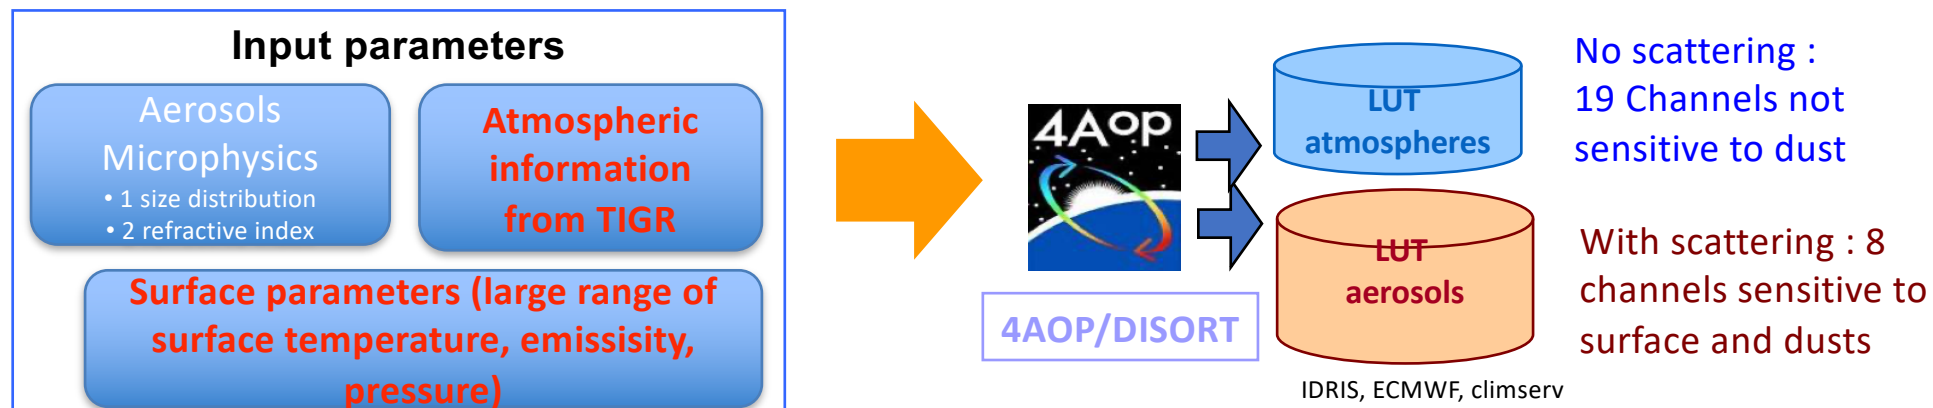 Input parameters
Aerosols
Microphysics
• 1 size distribution
• 2 refractive index
Atmospheric
information
from TIGR
Surface parameters (large range of
surface temperature, emissisity,
pressure)
4Aop
4AOP/DISORT
LUT
atmospheres
LUT
aerosols
IDRIS, ECMWF, climserv
No scattering :
19 Channels not
sensitive to dust
With scattering : 8
channels sensitive to
surface and dusts